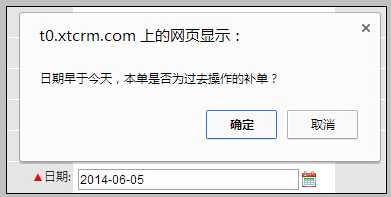 t0.xtcrm.com 上的网页显示：
日期早于今天，本单是否为过去操作的补单？
确定 取消
▲日期: 2014-06-05